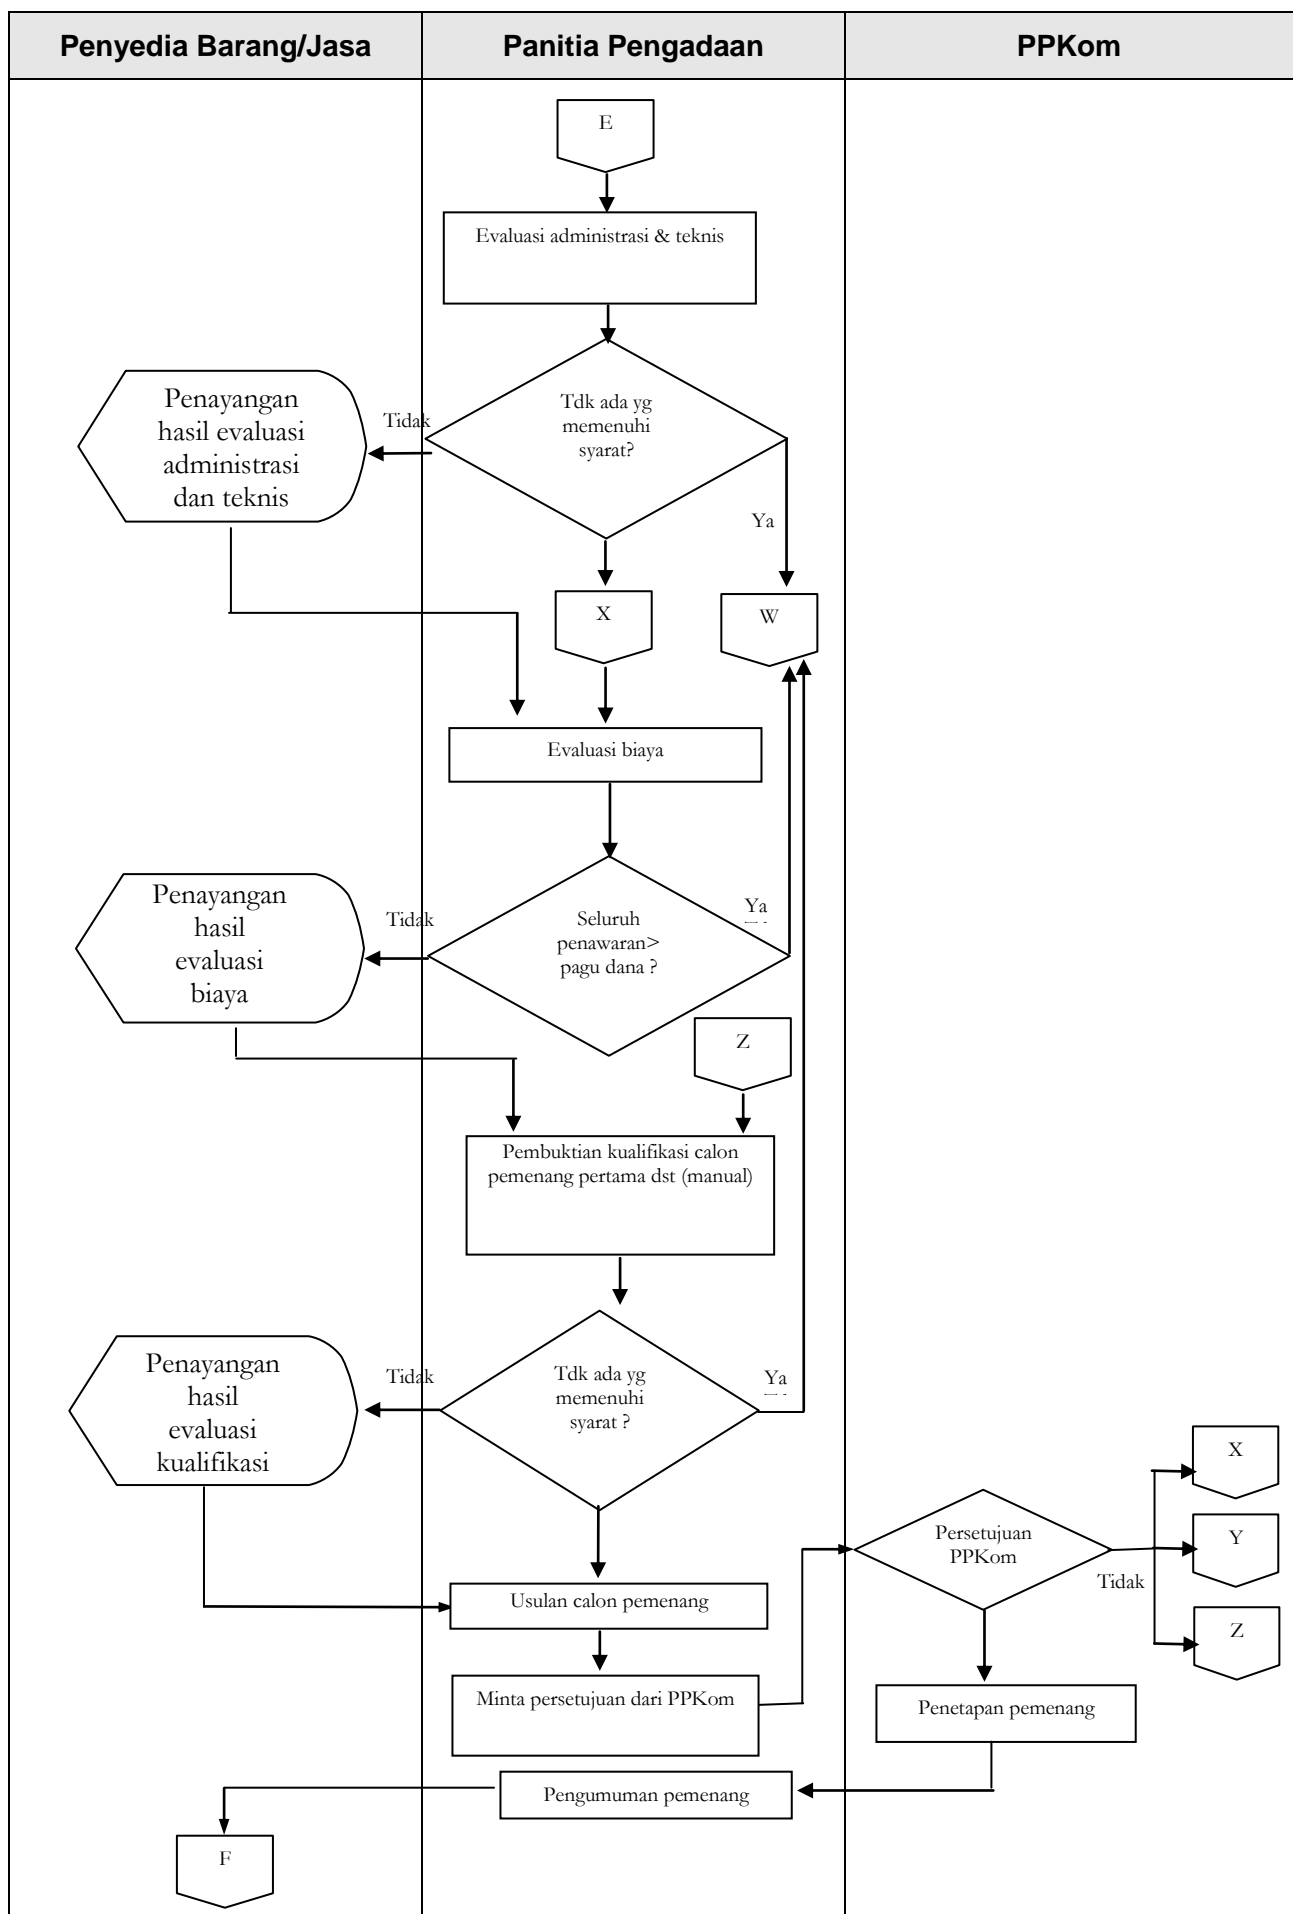 Penyedia Barang/Jasa
Panitia Pengadaan
PPKom
E
Evaluasi administrasi & teknis
Tdk ada yg
memenuhi
syarat?
Tidak
Penayangan
hasil evaluasi
administrasi
dan teknis
Ya
X
W
Evaluasi biaya
Seluruh
penawaran>
pagu dana ?
Tidak
Ya
Penayangan
hasil
evaluasi
biaya
Z
Pembuktian kualifikasi calon
pemenang pertama dst (manual)
Tdk ada yg
memenuhi
syarat ?
Tidak
Ya
Penayangan
hasil
evaluasi
kualifikasi
X
Persetujuan
PPKom
Y
Tidak
Usulan calon pemenang
Z
Minta persetujuan dari PPKom
Penetapan pemenang
Pengumuman pemenang
F